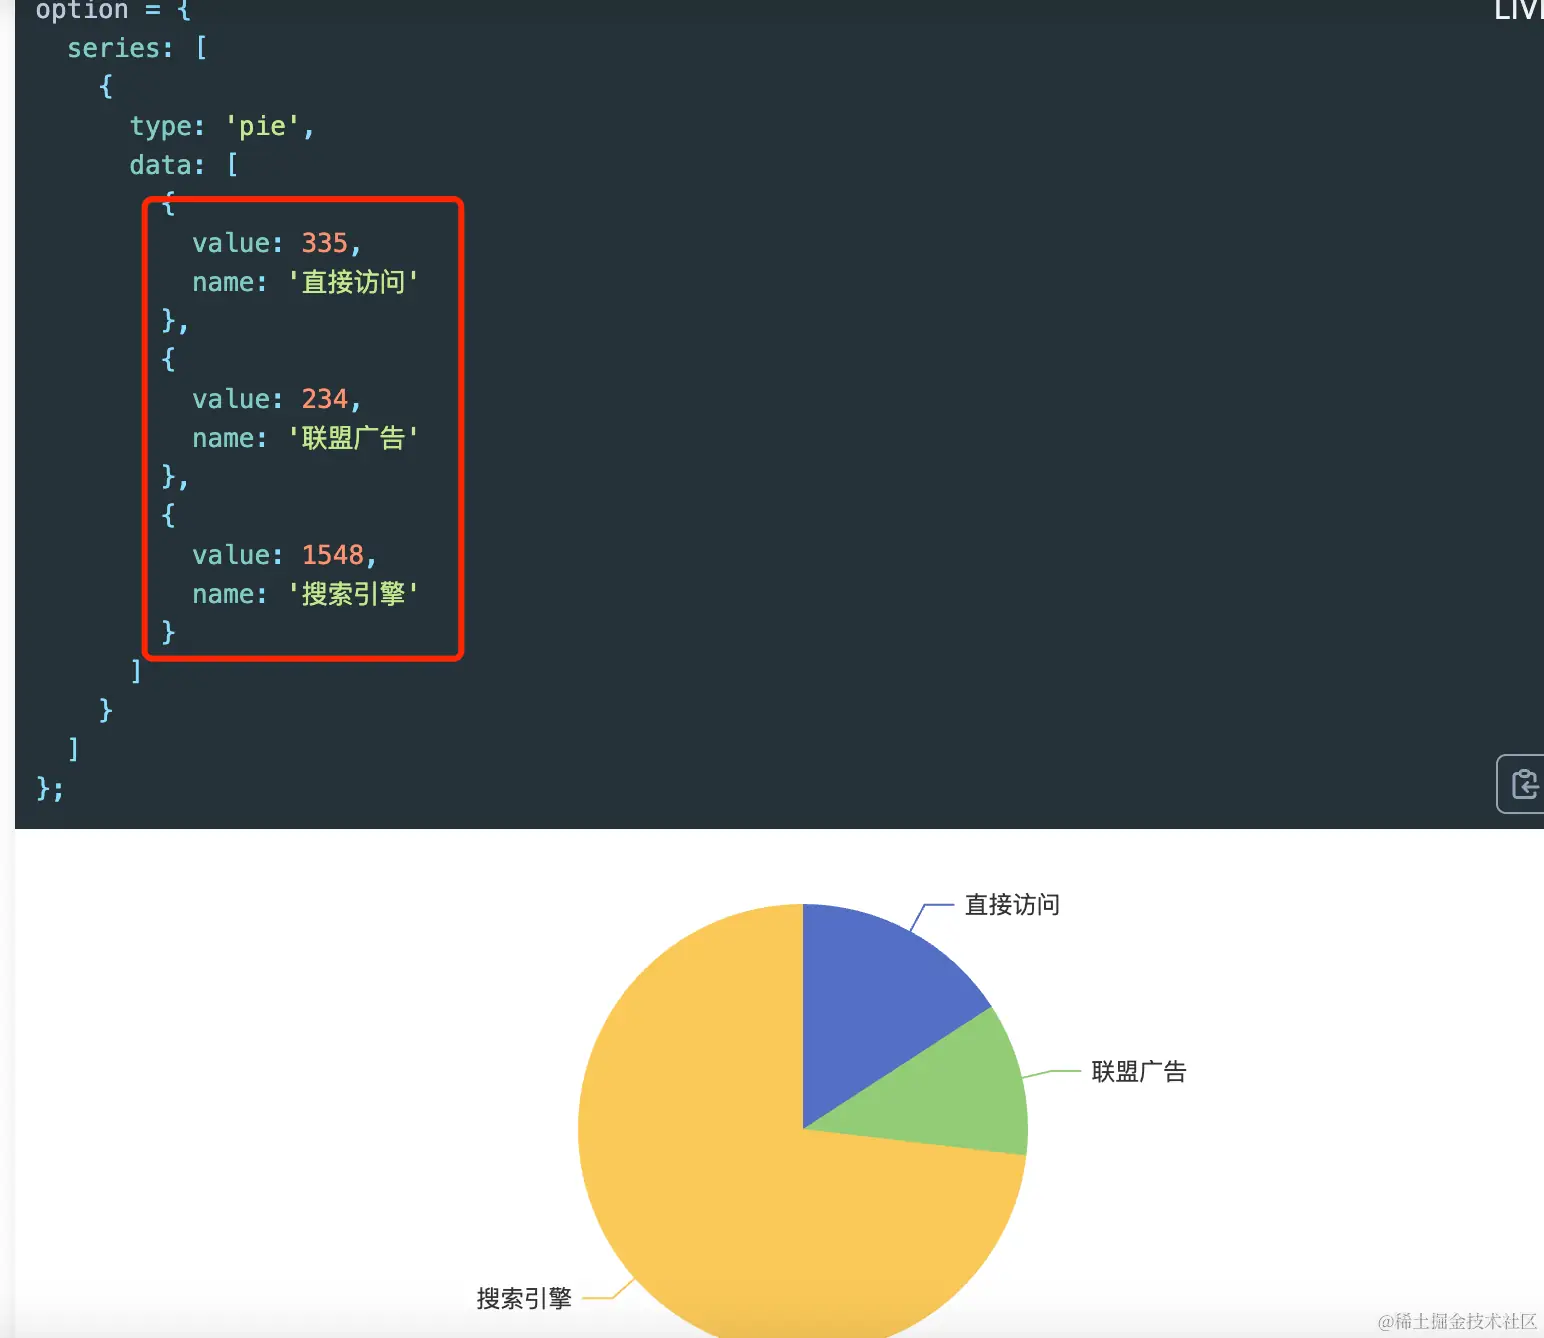 option = {
  series: [
    {
      type: 'pie',
      data: [
        {
          value: 335,
          name: '直接访问'
        },
        {
          value: 234,
          name: '联盟广告'
        },
        {
          value: 1548,
          name: '搜索引擎'
        }
      ]
    }
  ]
};
LIV
直接访问
联盟广告
搜索引擎
@稀土掘金技术社区